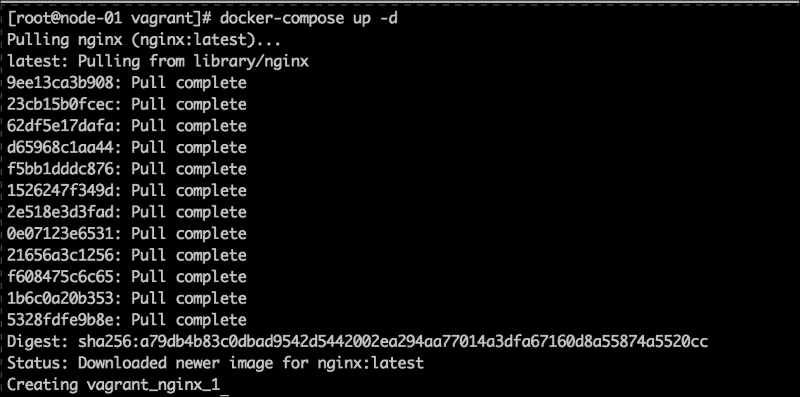 [root@node-01 vagrant]# docker-compose up -d
Pulling nginx (nginx:latest)...
latest: Pulling from library/nginx
9ee13ca3b908: Pull complete
23cb15b0fcec: Pull complete
62df5e17dafa: Pull complete
d65968c1aa44: Pull complete
f5bb1dddc876: Pull complete
1526247f349d: Pull complete
2e518e3d3fad: Pull complete
0e07123e6531: Pull complete
21656a3c1256: Pull complete
f608475c6c65: Pull complete
1b6c0a20b353: Pull complete
5328fdfe9b8e: Pull complete
Digest: sha256:a79db4b83c0dbad9542d5442002ea294aa77014a3dfa67160d8a55874a5520cc
Status: Downloaded newer image for nginx:latest
Creating vagrant_nginx_1